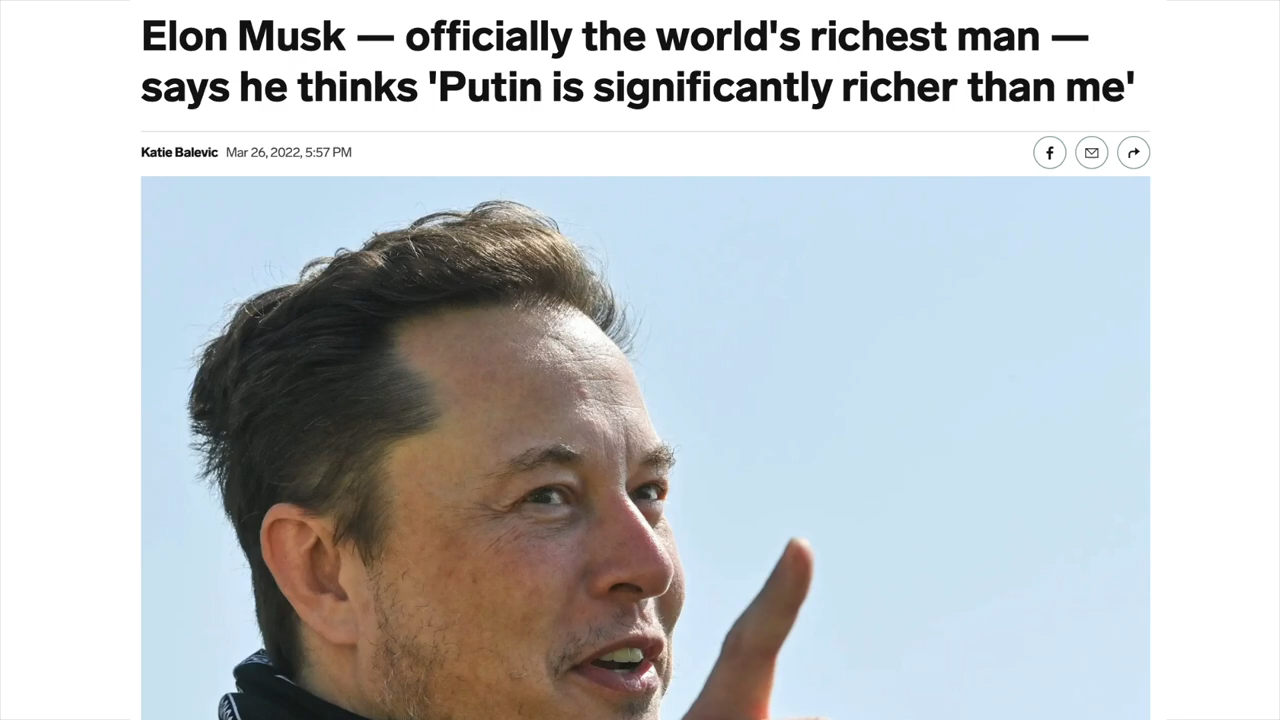 Elon Musk — officially the world's richest man —
says he thinks 'Putin is significantly richer than me'
Katie Balevic Mar 26, 2022, 5:57 PM